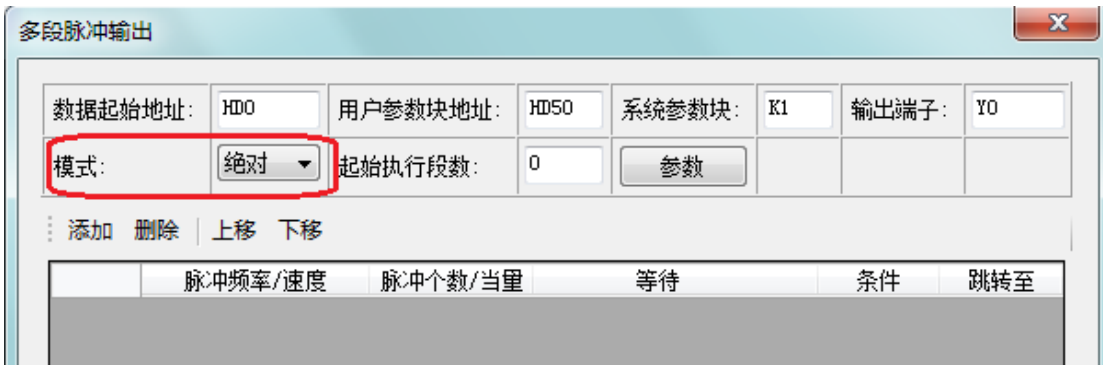 多段脉冲输出
数据起始地址: HD0 用户参数块地址: HD50 系统参数块: K1 输出端子: Y0
模式: 绝对 起始执行段数: 0 参数
添加 删除 上移 下移
脉冲频率/速度 脉冲个数/当量 等待 条件 跳转至